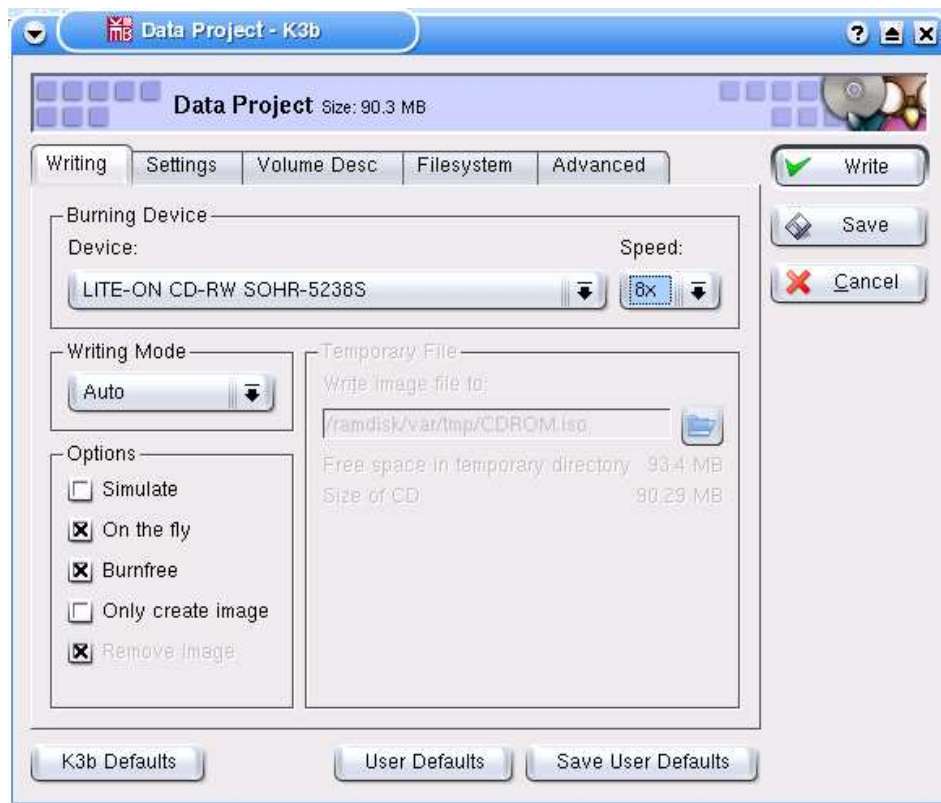 Data Project - K3b
Data Project Size: 90.3 MB
Writing Settings Volume Desc Filesystem Advanced
Write
Save
Cancel
Burning Device
Device: Speed:
LITE-ON CD-RW SOHR-5238S 8x
Writing Mode
Auto
Options
Simulate
On the fly
Burnfree
Only create image
Remove image
Temporary File
Write image file to:
/ramdisk/var/tmp/CDROM.iso
Free space in temporary directory 93.4 MB
Size of CD 90.29 MB
K3b Defaults User Defaults Save User Defaults